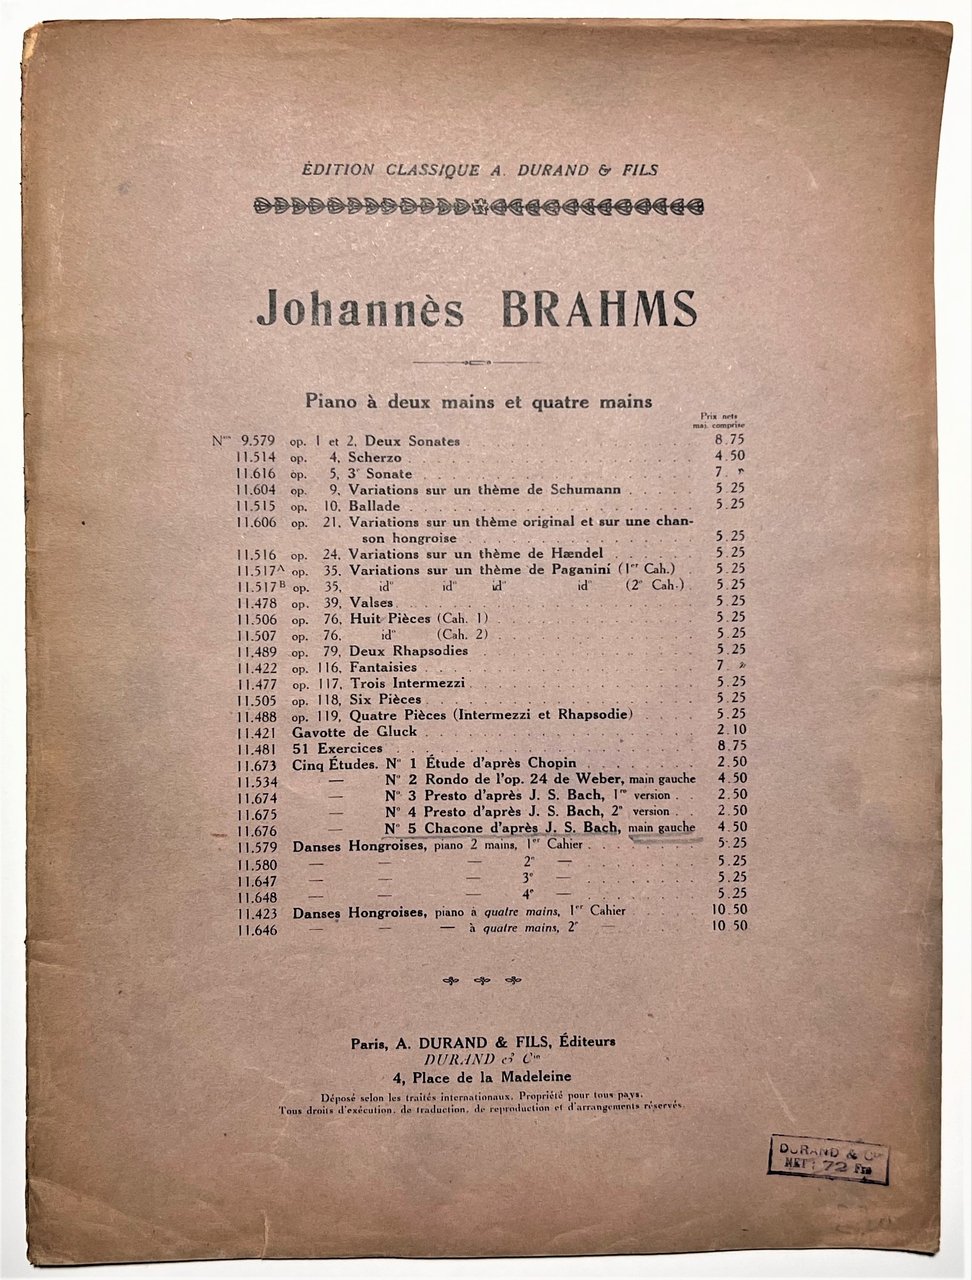 ÉDITION CLASSIQUE A. DURAND & FILS
Johannès BRAHMS
Piano à deux mains et quatre mains
Prix nets
maj. comprise
Nos 9.579 op. 1 et 2, Deux Sonates 8.75
11.514 op. 4, Scherzo 4.50
11.616 op. 5, 3e Sonate 7. »
11.604 op. 9, Variations sur un thème de Schumann 5.25
11.515 op. 10, Ballade 5.25
11.606 op. 21, Variations sur un thème original et sur une chan-
son hongroise 5.25
11.516 op. 24, Variations sur un thème de Hændel 5.25
11.517A op. 35, Variations sur un thème de Paganini (1er Cah.) 5.25
11.517B op. 35, idm idm idm idm (2e Cah.) 5.25
11.478 op. 39, Valses 5.25
11.506 op. 76, Huit Pièces (Cah. 1) 5.25
11.507 op. 76, idm (Cah. 2) 5.25
11.489 op. 79, Deux Rhapsodies 5.25
11.422 op. 116, Fantaisies 7 »
11.477 op. 117, Trois Intermezzi 5.25
11.505 op. 118, Six Pièces 5.25
11.488 op. 119, Quatre Pièces (Intermezzi et Rhapsodie) 5.25
11.421 Gavotte de Gluck 2.10
11.481 51 Exercices 8.75
11.673 Cinq Études. No 1 Étude d'après Chopin 2.50
11.534 — No 2 Rondo de l'op. 24 de Weber, main gauche 4.50
11.674 — No 3 Presto d'après J. S. Bach, 1re version 2.50
11.675 — No 4 Presto d'après J. S. Bach, 2e version 2.50
11.676 — No 5 Chacone d'après J. S. Bach, main gauche 4.50
11.579 Danses Hongroises, piano 2 mains, 1er Cahier 5.25
11.580 — — — 2e — 5.25
11.647 — — — 3e — 5.25
11.648 — — — 4e — 5.25
11.423 Danses Hongroises, piano à quatre mains, 1er Cahier 10.50
11.646 — — — à quatre mains, 2e — 10.50
Paris, A. DURAND & FILS, Éditeurs
DURAND & Cie
4, Place de la Madeleine
Déposé selon les traités internationaux. Propriété pour tous pays.
Tous droits d'exécution, de traduction, de reproduction et d'arrangements réservés.
DURAND & Cie
NET: 72 Frs